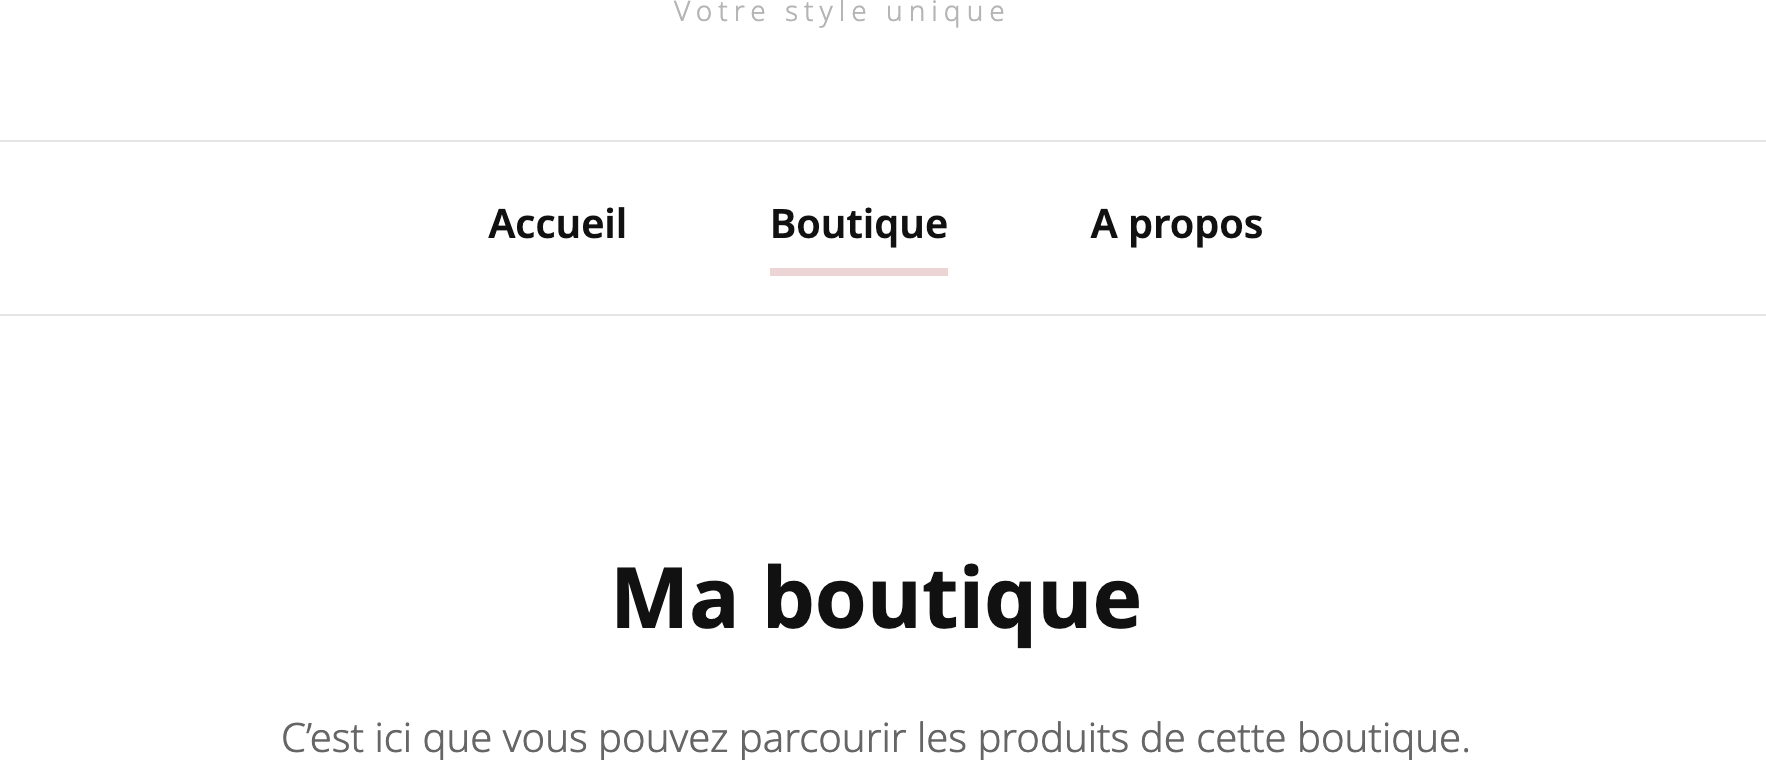 Votre style unique
Accueil Boutique A propos
Ma boutique
C’est ici que vous pouvez parcourir les produits de cette boutique.